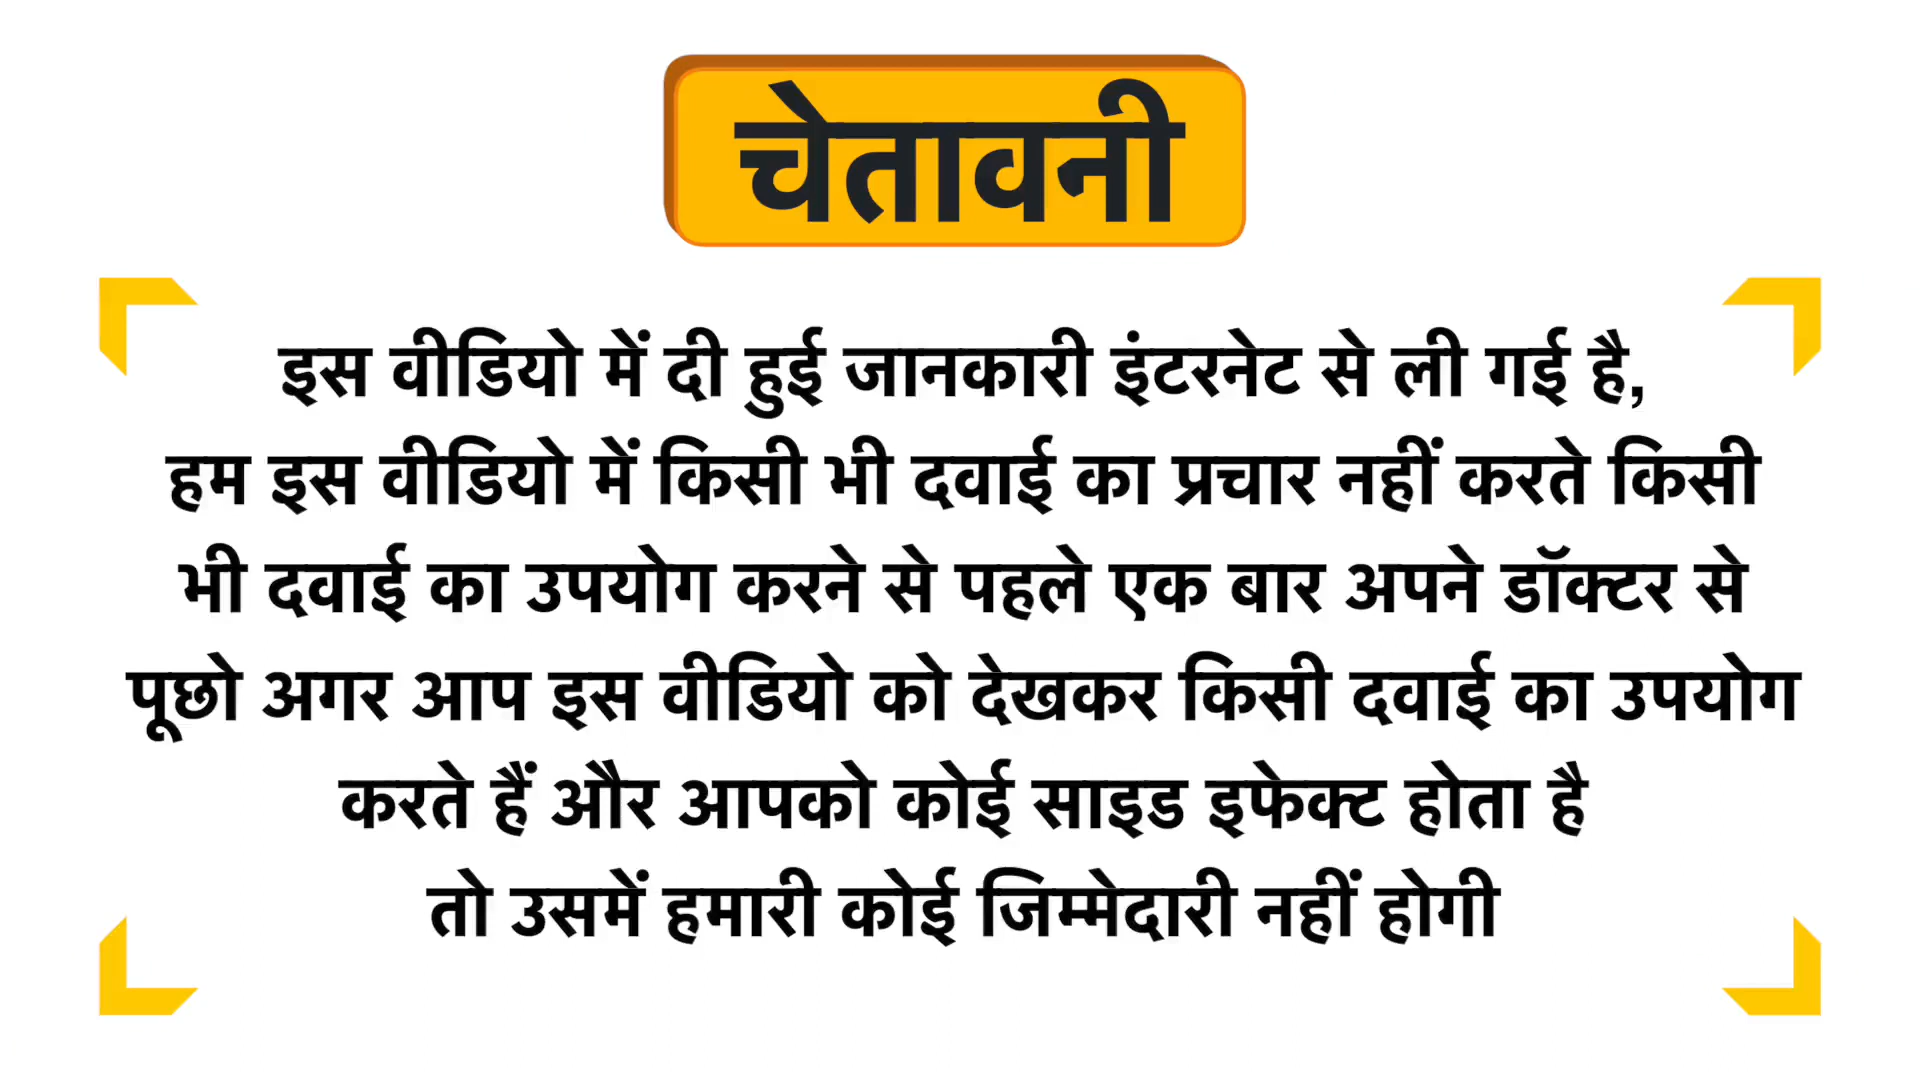 चेतावनी
इस वीडियो में दी हुई जानकारी इंटरनेट से ली गई है,
हम इस वीडियो में किसी भी दवाई का प्रचार नहीं करते किसी
भी दवाई का उपयोग करने से पहले एक बार अपने डॉक्टर से
पूछो अगर आप इस वीडियो को देखकर किसी दवाई का उपयोग
करते हैं और आपको कोई साइड इफेक्ट होता है
तो उसमें हमारी कोई जिम्मेदारी नहीं होगी